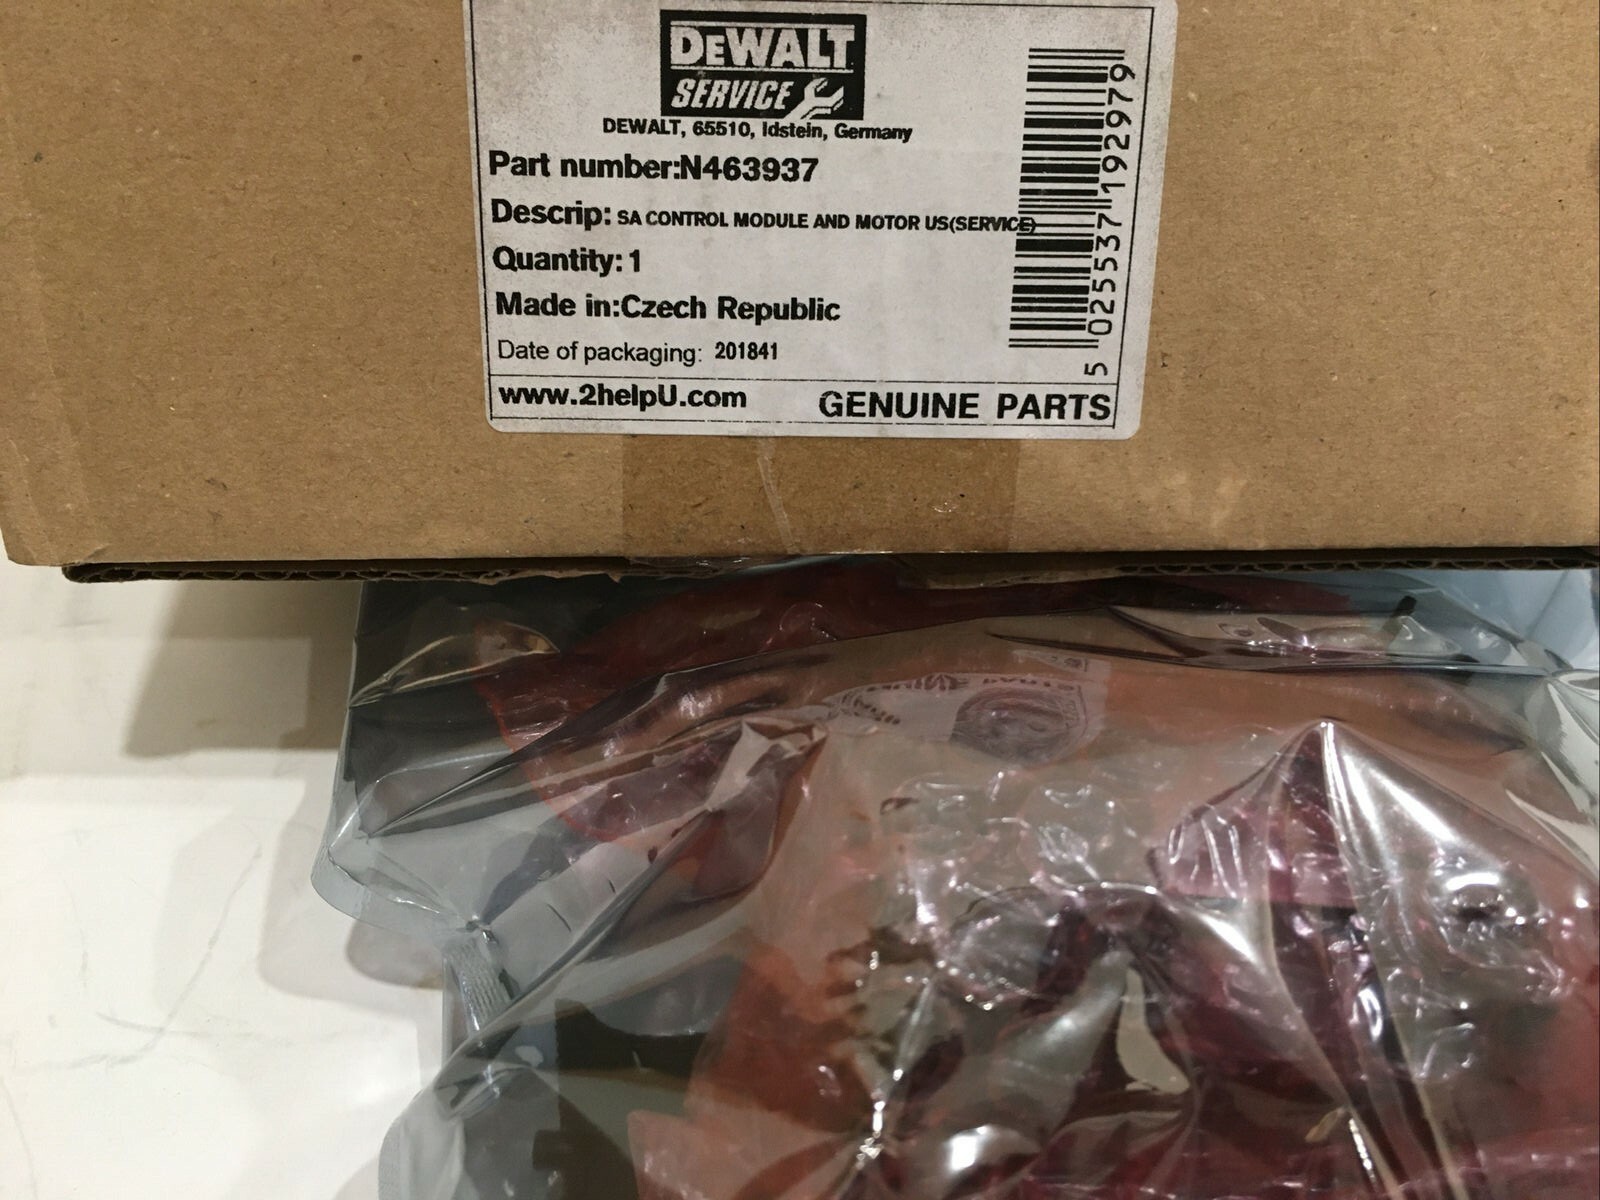 DEWALT
SERVICE
DEWALT, 65510, Idstein, Germany
Part number:N463937
Descrip: SA CONTROL MODULE AND MOTOR US(SERVICE)
Quantity: 1
Made in:Czech Republic
Date of packaging: 201841
www.2helpU.com
GENUINE PARTS
5 025537 192979